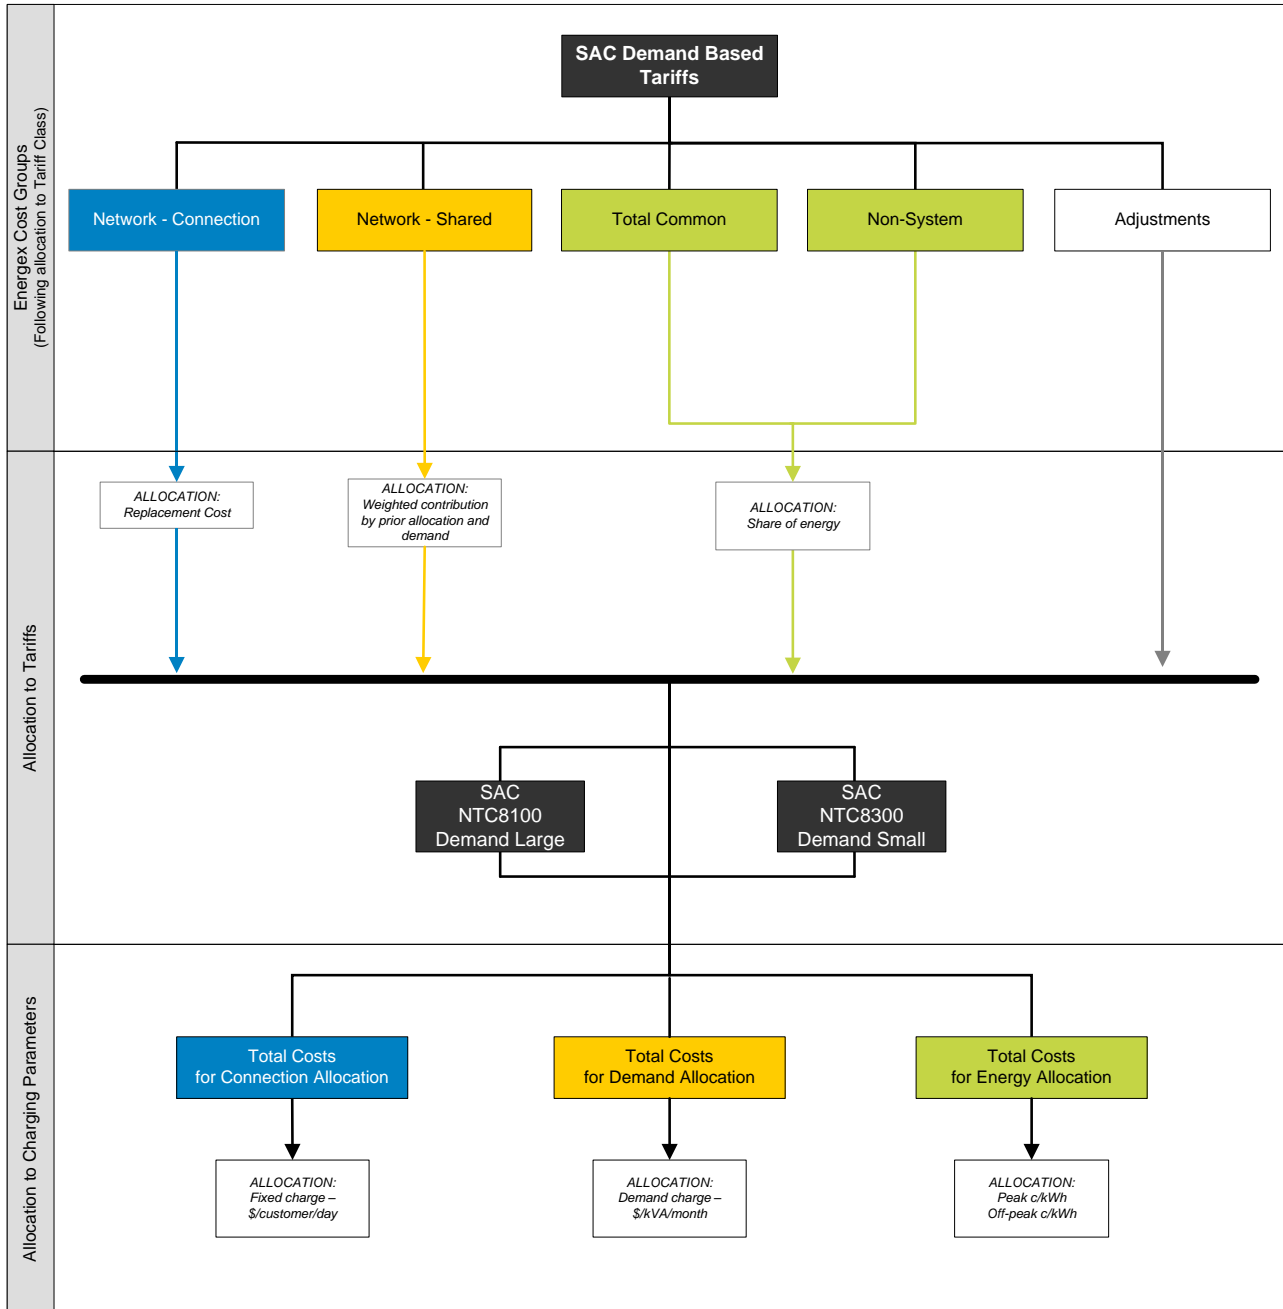 Energex Cost Groups
(Following allocation to Tariff Class)
SAC Demand Based
Tariffs
Network - Connection
Network - Shared
Total Common
Non-System
Adjustments
Allocation to Tariffs
ALLOCATION:
Replacement Cost
ALLOCATION:
Weighted contribution
by prior allocation and
demand
ALLOCATION:
Share of energy
SAC
NTC8100
Demand Large
SAC
NTC8300
Demand Small
Allocation to Charging Parameters
Total Costs
for Connection Allocation
Total Costs
for Demand Allocation
Total Costs
for Energy Allocation
ALLOCATION:
Fixed charge –
$/customer/day
ALLOCATION:
Demand charge –
$/kVA/month
ALLOCATION:
Peak c/kWh
Off-peak c/kWh